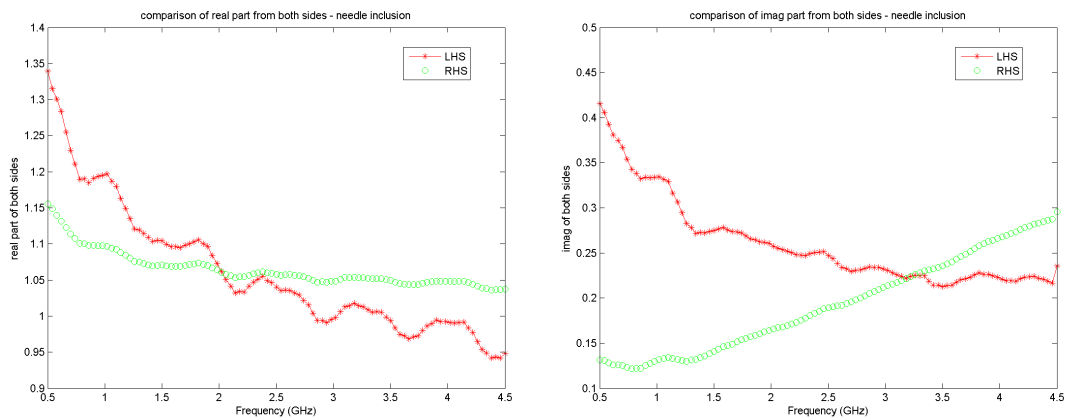 comparison of real part from both sides - needle inclusion
1.4
1.35
1.3
1.25
1.2
1.15
1.1
1.05
1
0.95
0.9
real part of both sides
LHS
RHS
0.5 1 1.5 2 2.5 3 3.5 4 4.5
Frequency (GHz)
comparison of imag part from both sides - needle inclusion
0.5
0.45
0.4
0.35
0.3
0.25
0.2
0.15
0.1
imag of both sides
LHS
RHS
0.5 1 1.5 2 2.5 3 3.5 4 4.5
Frequency (GHz)